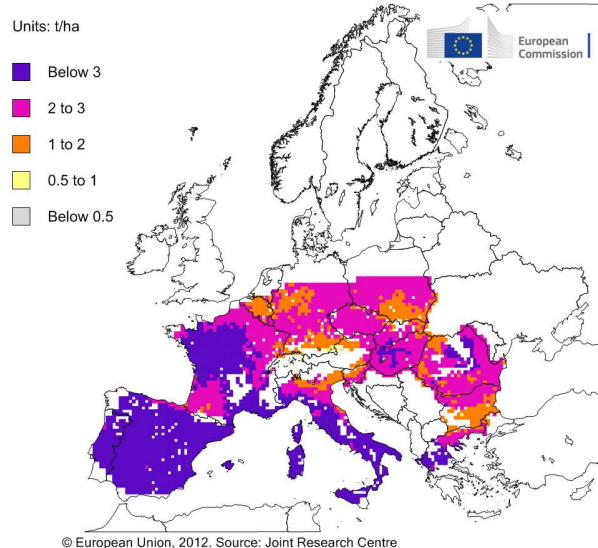 Units: t/ha
Below 3
2 to 3
1 to 2
0.5 to 1
Below 0.5
European
Commission
© European Union, 2012. Source: Joint Research Centre